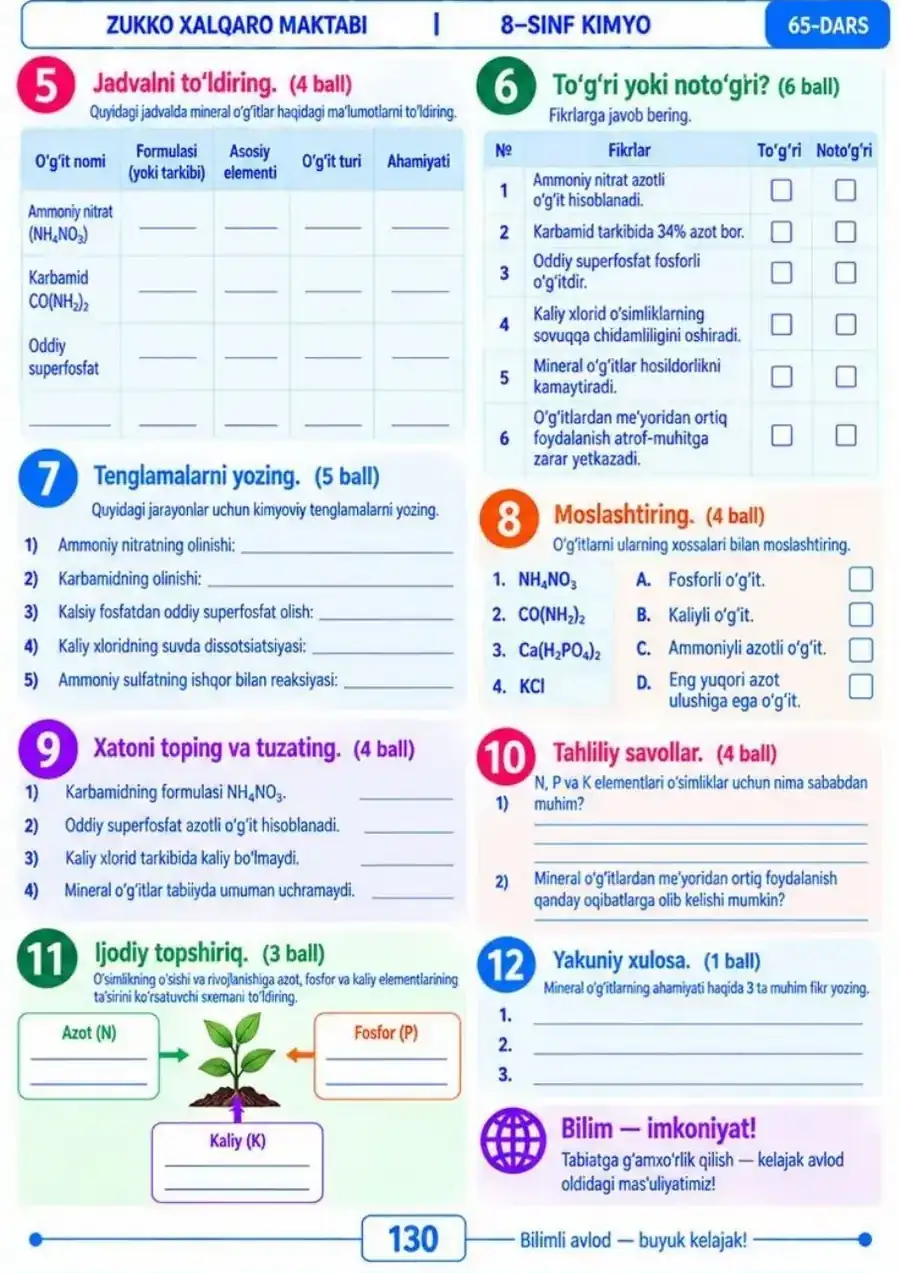 ZUKKO XALQARO MAKTABI | 8–SINF KIMYO 65-DARS
5 Jadvalni to‘ldiring. (4 ball)
Quyidagi jadvalda mineral o‘g‘itlar haqidagi ma’lumotlarni to‘ldiring.
O‘g‘it nomi
Formulasi
(yoki tarkibi)
Asosiy
elementi
O‘g‘it turi
Ahamiyati
Ammoniy nitrat
(NH₄NO₃)
Karbamid
CO(NH₂)₂
Oddiy
superfosfat
6 To‘g‘ri yoki noto‘g‘ri? (6 ball)
Fikrlarga javob bering.
№ Fikrlar To‘g‘ri Noto‘g‘ri
1 Ammoniy nitrat azotli
o‘g‘it hisoblanadi.
2 Karbamid tarkibida 34% azot bor.
3 Oddiy superfosfat fosforli
o‘g‘itdir.
4 Kaliy xlorid o‘simliklarning
sovuqqa chidamliligini oshiradi.
5 Mineral o‘g‘itlar hosildorlikni
kamaytiradi.
6 O‘g‘itlardan me’yoridan ortiq
foydalanish atrof-muhitga
zarar yetkazadi.
7 Tenglamalarni yozing. (5 ball)
Quyidagi jarayonlar uchun kimyoviy tenglamalarni yozing.
1) Ammoniy nitratning olinishi:
2) Karbamidning olinishi:
3) Kalsiy fosfatdan oddiy superfosfat olish:
4) Kaliy xloridning suvda dissotsiatsiyasi:
5) Ammoniy sulfatning ishqor bilan reaksiyasi:
8 Moslashtiring. (4 ball)
O‘g‘itlarni ularning xossalari bilan moslashtiring.
1. NH₄NO₃ A. Fosforli o‘g‘it.
2. CO(NH₂)₂ B. Kaliyli o‘g‘it.
3. Ca(H₂PO₄)₂ C. Ammoniyli azotli o‘g‘it.
4. KCl D. Eng yuqori azot
ulushiga ega o‘g‘it.
9 Xatoni toping va tuzating. (4 ball)
1) Karbamidning formulasi NH₄NO₃.
2) Oddiy superfosfat azotli o‘g‘it hisoblanadi.
3) Kaliy xlorid tarkibida kaliy bo‘lmaydi.
4) Mineral o‘g‘itlar tabiiyda umuman uchramaydi.
10 Tahliliy savollar. (4 ball)
1) N, P va K elementlari o‘simliklar uchun nima sababdan
muhim?
2) Mineral o‘g‘itlardan me’yoridan ortiq foydalanish
qanday oqibatlarga olib kelishi mumkin?
11 Ijodiy topshiriq. (3 ball)
O‘simlikning o‘sishi va rivojlanishiga azot, fosfor va kaliy elementlarining
ta’sirini ko‘rsatuvchi sxemani to‘ldiring.
Azot (N)
Fosfor (P)
Kaliy (K)
12 Yakuniy xulosa. (1 ball)
Mineral o‘g‘itlarning ahamiyati haqida 3 ta muhim fikr yozing.
1.
2.
3.
Bilim — imkoniyat!
Tabiatga g‘amxo‘rlik qilish — kelajak avlod
oldidagi mas’uliyatimiz!
130 Bilimli avlod — buyuk kelajak!